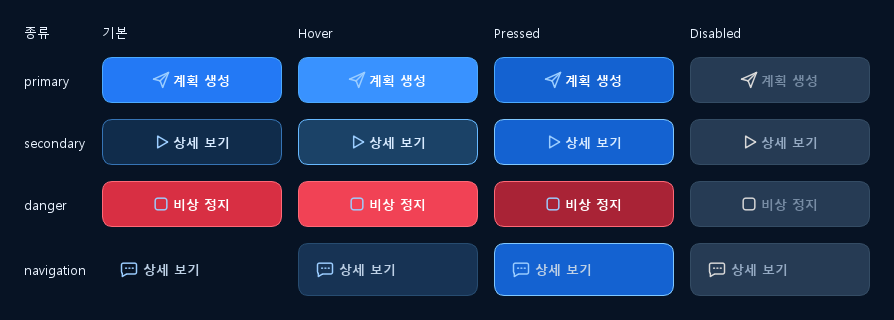 종류 기본 Hover Pressed Disabled
primary 계획 생성 계획 생성 계획 생성 계획 생성
secondary 상세 보기 상세 보기 상세 보기 상세 보기
danger 비상 정지 비상 정지 비상 정지 비상 정지
navigation 상세 보기 상세 보기 상세 보기 상세 보기